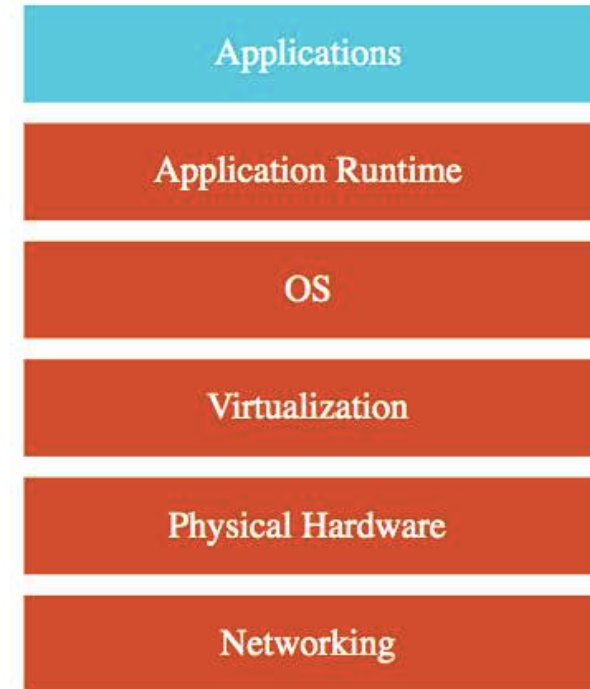 Applications
Application Runtime
OS
Virtualization
Physical Hardware
Networking